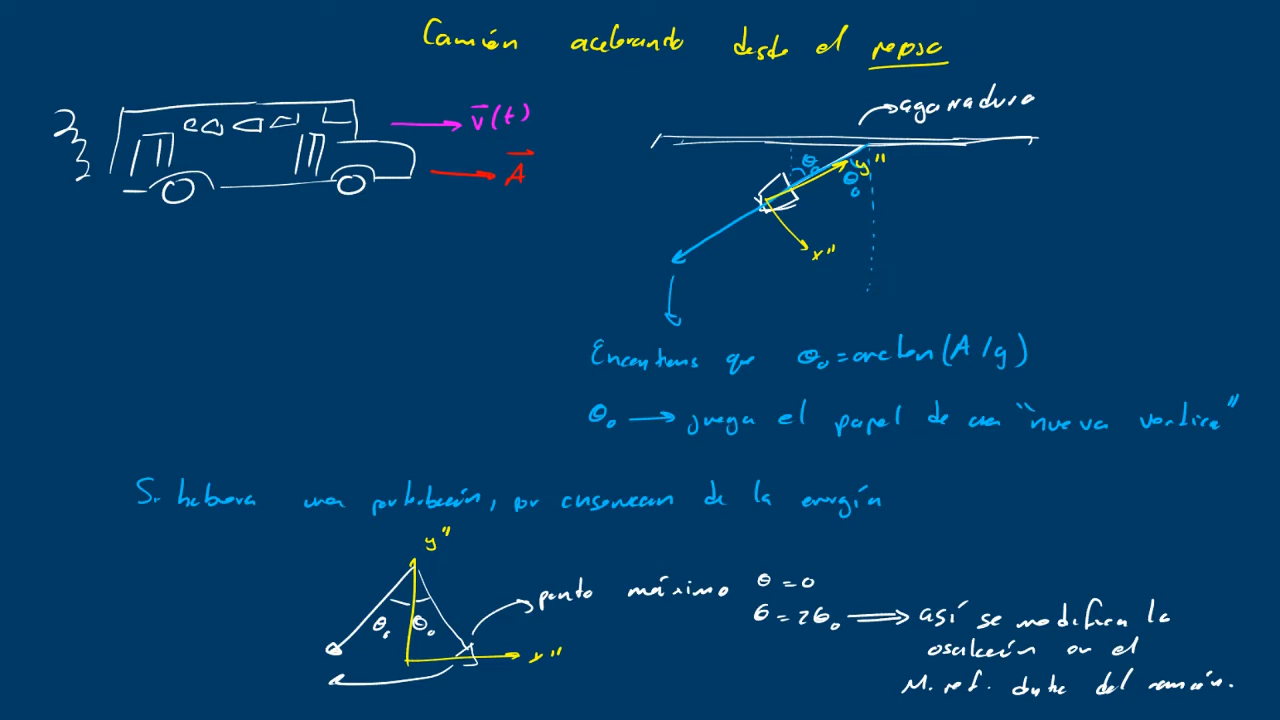 Camión acelerando desde el reposo
v(t)
A
agarradura
θ₀
y"
θ₀
x"
Encontramos que θ₀ = arctan(A/g)
θ₀ → juega el papel de una "nueva vertical"
Si hubiera una perturbación, por conservación de la energía
y"
θ₀ θ₀
x"
punto máximo θ = 0
θ = 2θ₀ ⟹ así se modifica la
oscilación en el
M. ref. dentro del camión.